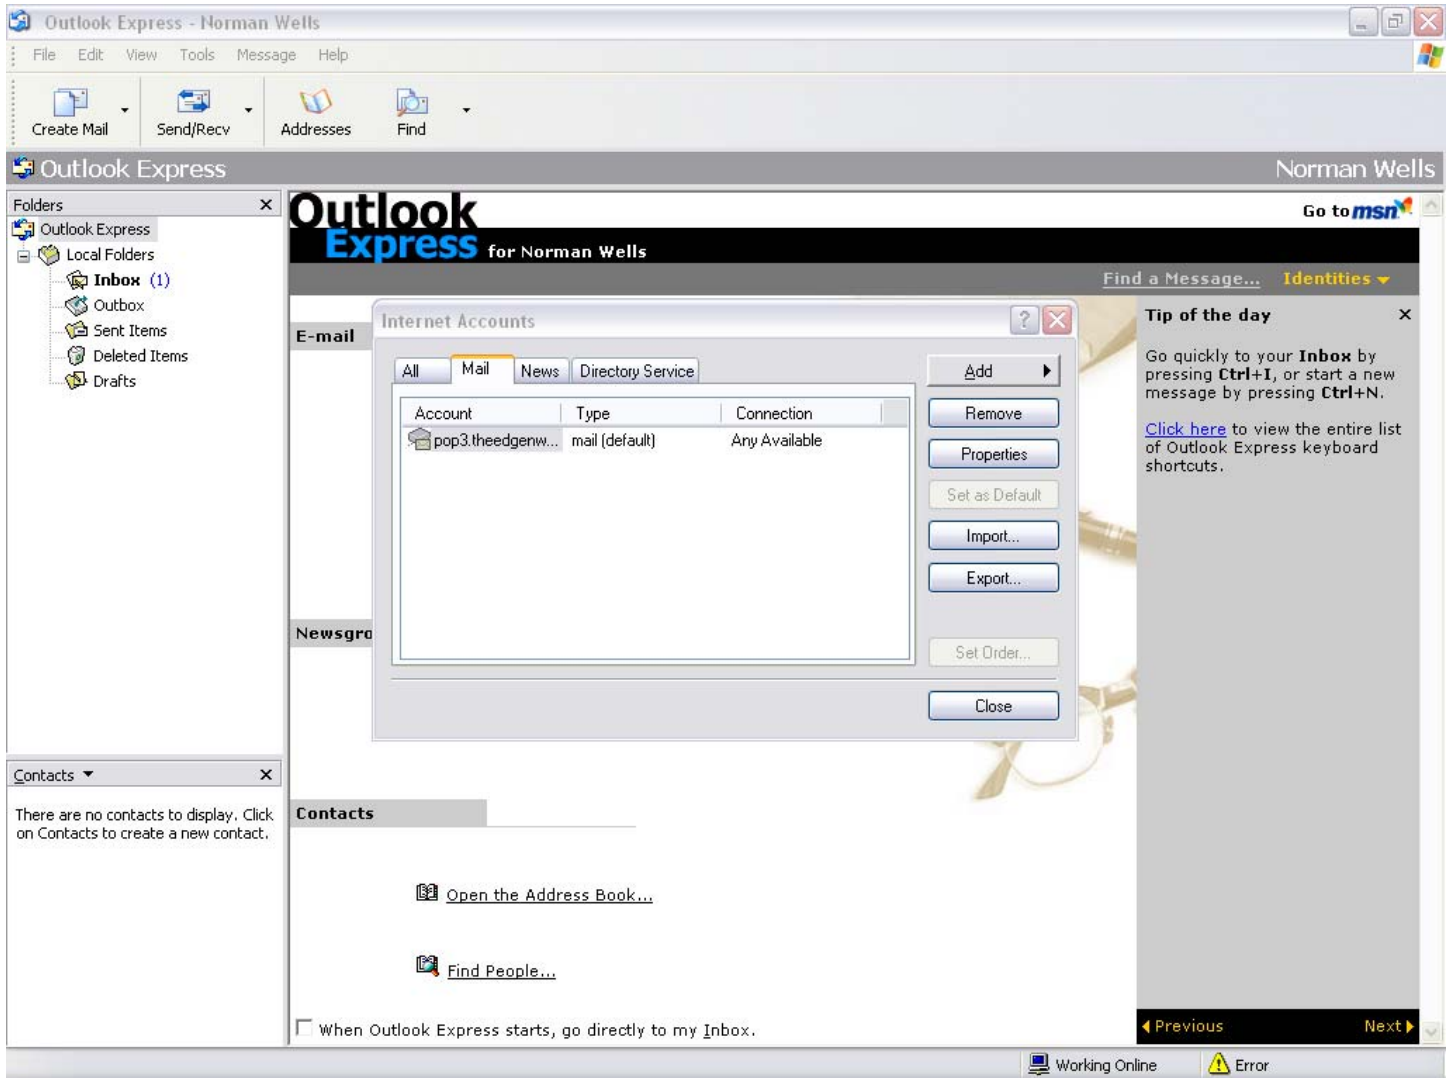 Outlook Express - Norman Wells
File Edit View Tools Message Help
Create Mail Send/Recv Addresses Find
Outlook Express Norman Wells
Folders
Outlook Express
Local Folders
Inbox (1)
Outbox
Sent Items
Deleted Items
Drafts
Contacts
There are no contacts to display. Click
on Contacts to create a new contact.
Outlook
Express for Norman Wells
Go to msn
Find a Message... Identities
E-mail
Newsgro
Internet Accounts
All Mail News Directory Service
Account Type Connection
pop3.theedgenw... mail (default) Any Available
Add
Remove
Properties
Set as Default
Import...
Export...
Set Order...
Close
Contacts
Open the Address Book...
Find People...
When Outlook Express starts, go directly to my Inbox.
Tip of the day
Go quickly to your Inbox by
pressing Ctrl+I, or start a new
message by pressing Ctrl+N.
Click here to view the entire list
of Outlook Express keyboard
shortcuts.
Previous Next
Working Online Error